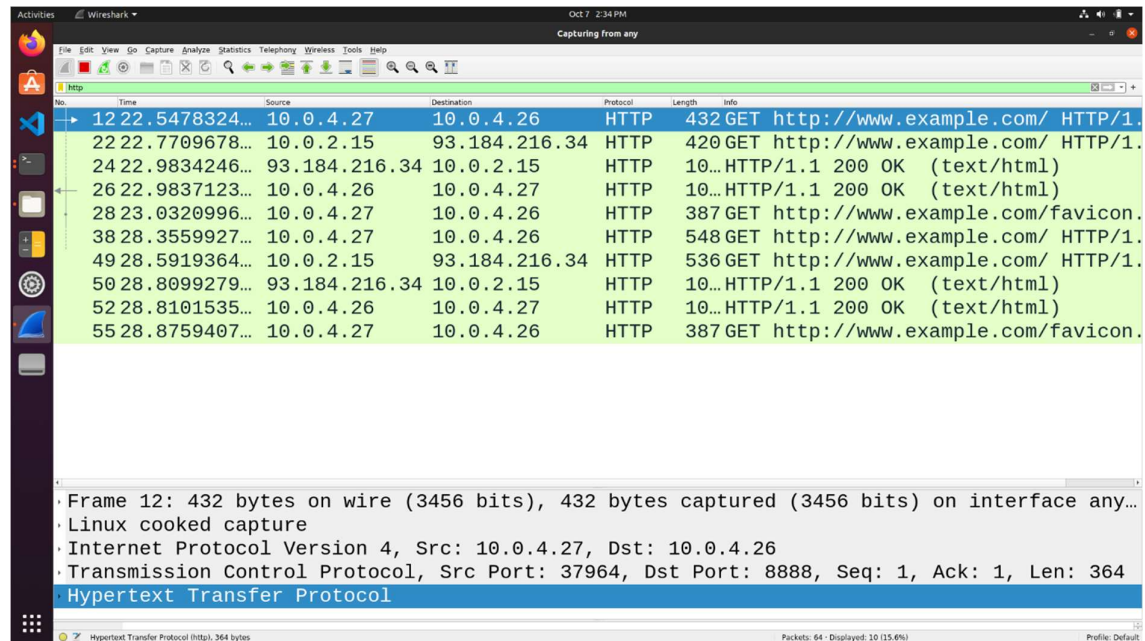 Activities Wireshark Oct 7 2:34 PM
Capturing from any
File Edit View Go Capture Analyze Statistics Telephony Wireless Tools Help
http
No. Time Source Destination Protocol Length Info
12 22.5478324… 10.0.4.27 10.0.4.26 HTTP 432 GET http://www.example.com/ HTTP/1.
22 22.7709678… 10.0.2.15 93.184.216.34 HTTP 420 GET http://www.example.com/ HTTP/1.
24 22.9834246… 93.184.216.34 10.0.2.15 HTTP 10… HTTP/1.1 200 OK (text/html)
26 22.9837123… 10.0.4.26 10.0.4.27 HTTP 10… HTTP/1.1 200 OK (text/html)
28 23.0320996… 10.0.4.27 10.0.4.26 HTTP 387 GET http://www.example.com/favicon.
38 28.3559927… 10.0.4.27 10.0.4.26 HTTP 548 GET http://www.example.com/ HTTP/1.
49 28.5919364… 10.0.2.15 93.184.216.34 HTTP 536 GET http://www.example.com/ HTTP/1.
50 28.8099279… 93.184.216.34 10.0.2.15 HTTP 10… HTTP/1.1 200 OK (text/html)
52 28.8101535… 10.0.4.26 10.0.4.27 HTTP 10… HTTP/1.1 200 OK (text/html)
55 28.8759407… 10.0.4.27 10.0.4.26 HTTP 387 GET http://www.example.com/favicon.
Frame 12: 432 bytes on wire (3456 bits), 432 bytes captured (3456 bits) on interface any…
Linux cooked capture
Internet Protocol Version 4, Src: 10.0.4.27, Dst: 10.0.4.26
Transmission Control Protocol, Src Port: 37964, Dst Port: 8888, Seq: 1, Ack: 1, Len: 364
Hypertext Transfer Protocol
Hypertext Transfer Protocol (http), 364 bytes Packets: 64 · Displayed: 10 (15.6%) Profile: Default